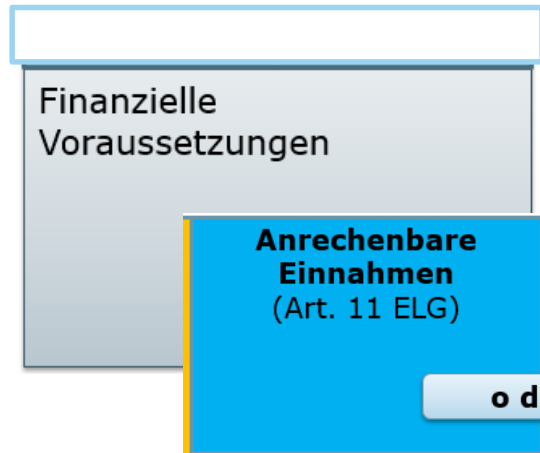 Finanzielle
Voraussetzungen
Anrechenbare
Einnahmen
(Art. 11 ELG)
o d